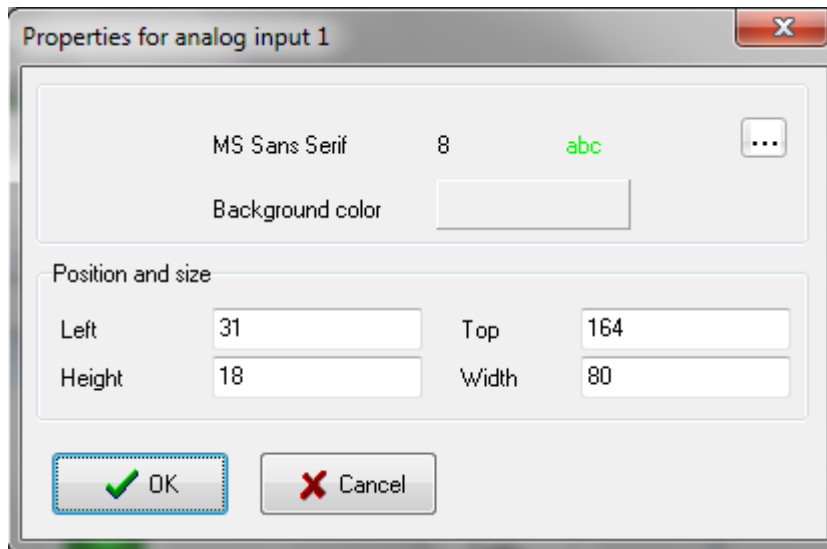 Properties for analog input 1
MS Sans Serif 8 abc ...
Background color
Position and size
Left 31 Top 164
Height 18 Width 80
OK Cancel